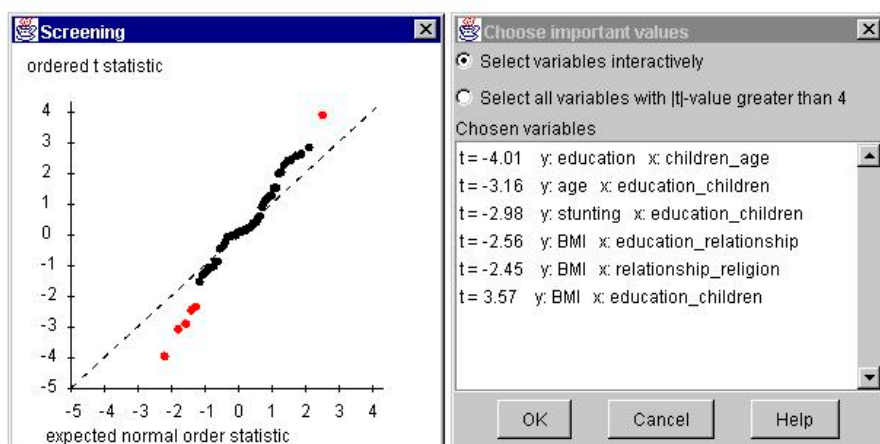 Screening
ordered t statistic
4
3
2
1
0
-1
-2
-3
-4
-5
-5 -4 -3 -2 -1 0 1 2 3 4
expected normal order statistic
Choose important values
Select variables interactively
Select all variables with |t|-value greater than 4
Chosen variables
t = -4.01 y: education x: children_age
t = -3.16 y: age x: education_children
t = -2.98 y: stunting x: education_children
t = -2.56 y: BMI x: education_relationship
t = -2.45 y: BMI x: relationship_religion
t = 3.57 y: BMI x: education_children
OK Cancel Help